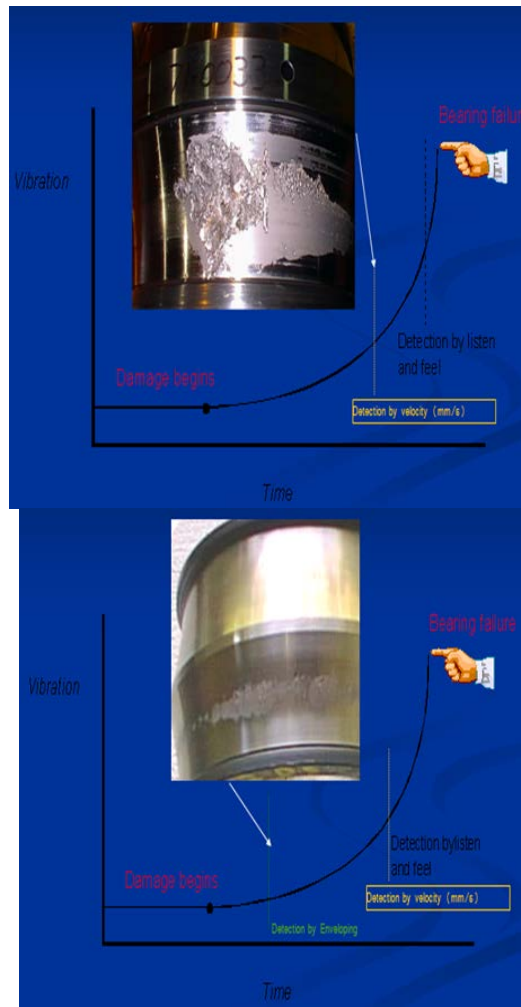 Bearing failur
Vibration
Detection by listen
and feel
Damage begins
Detection by velocity (mm/s)
Time
Bearing failure
Vibration
Detection bylisten
and feel
Damage begins
Detection by velocity (mm/s)
Detection by Enveloping
Time